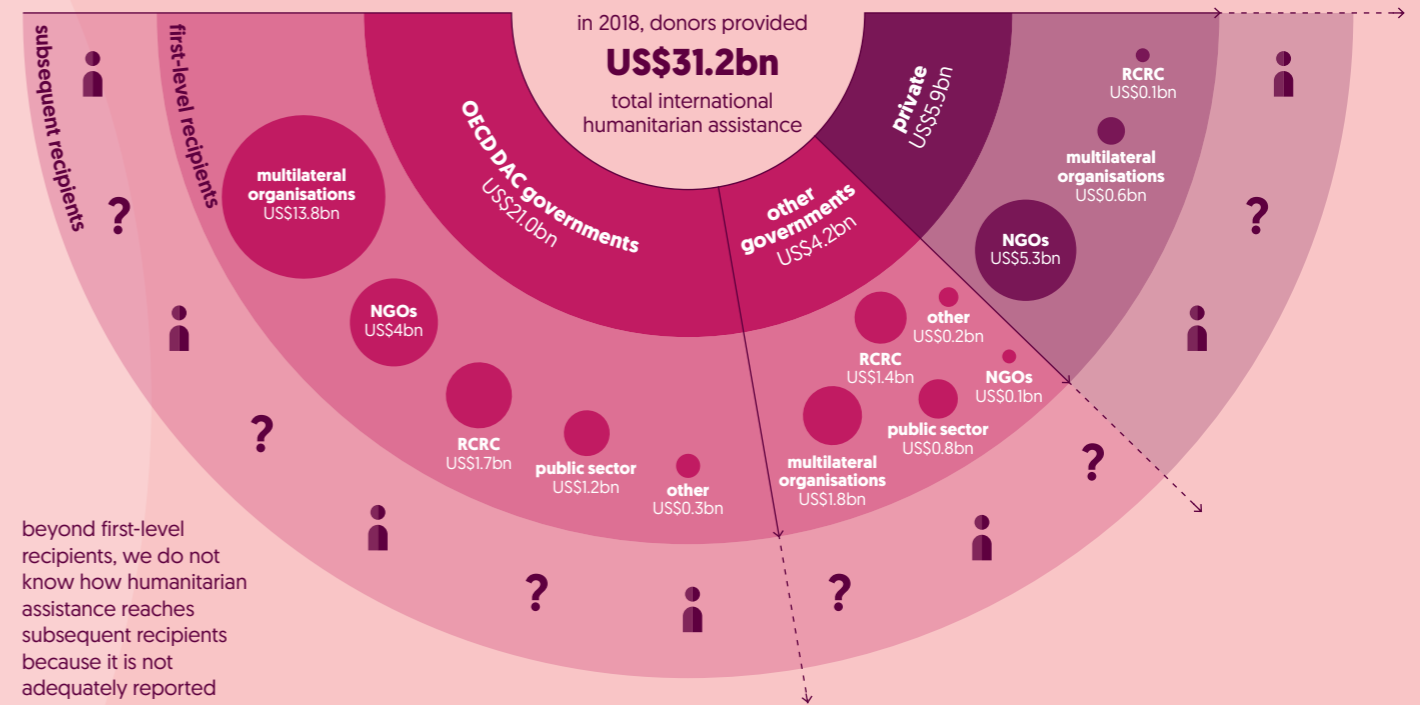 in 2018, donors provided
US$31.2bn
total international
humanitarian assistance
subsequent recipients
first-level recipients
OECD DAC governments
US$21.0bn
other
governments
US$4.2bn
private
US$5.9bn
multilateral
organisations
US$13.8bn
NGOs
US$4bn
RCRC
US$1.7bn
public sector
US$1.2bn
other
US$0.3bn
RCRC
US$1.4bn
other
US$0.2bn
NGOs
US$0.1bn
public sector
US$0.8bn
multilateral
organisations
US$1.8bn
RCRC
US$0.1bn
multilateral
organisations
US$0.6bn
NGOs
US$5.3bn
?
?
?
?
?
?
beyond first-level
recipients, we do not
know how humanitarian
assistance reaches
subsequent recipients
because it is not
adequately reported